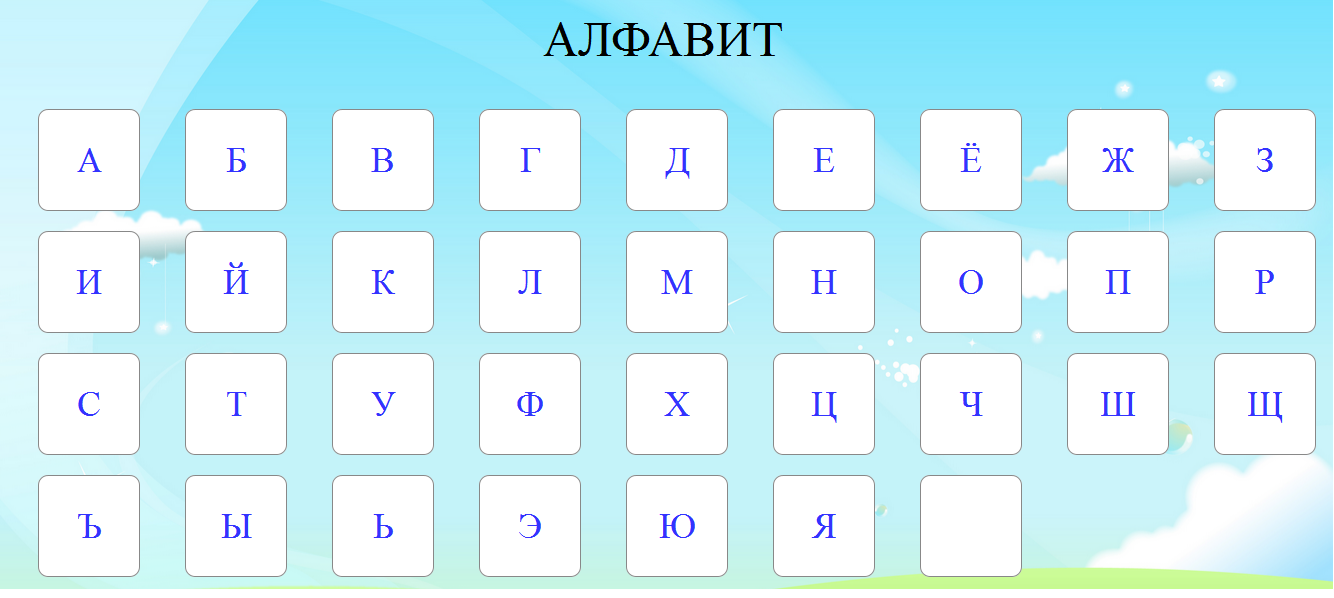 АЛФАВИТ
А Б В Г Д Е Ё Ж З
И Й К Л М Н О П Р
С Т У Ф Х Ц Ч Ш Щ
Ъ Ы Ь Э Ю Я